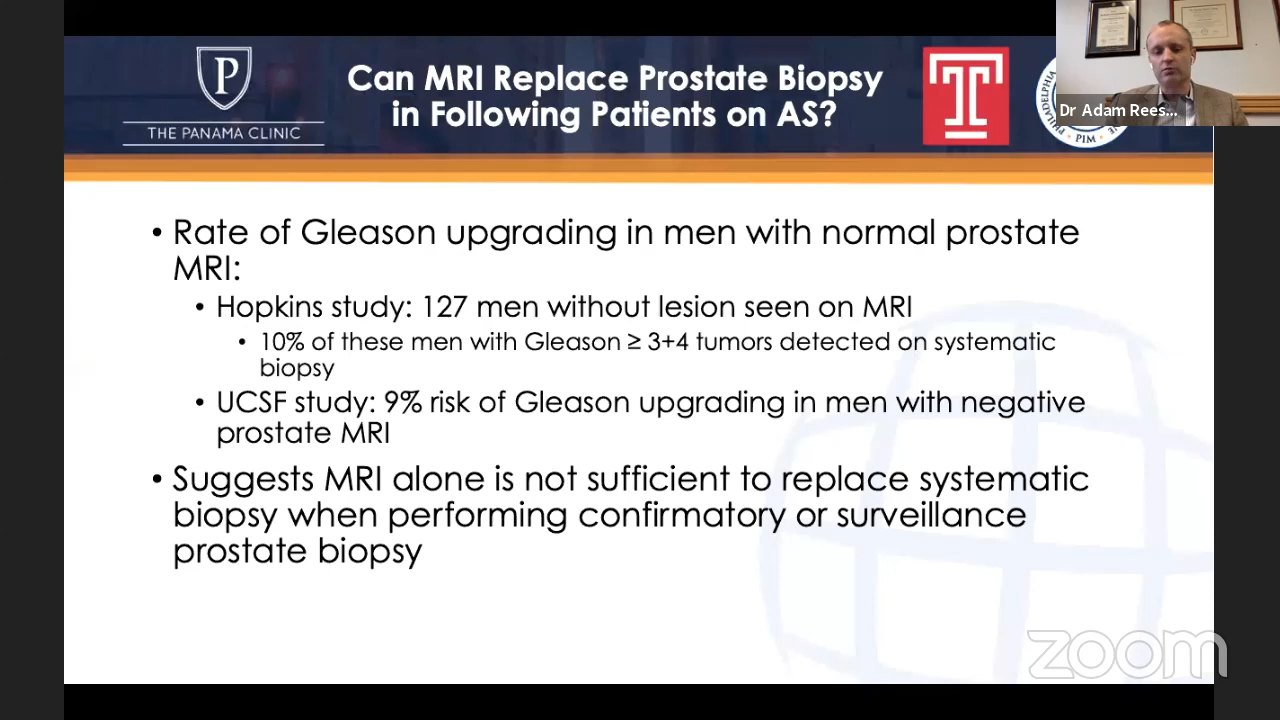 P
THE PANAMA CLINIC
Can MRI Replace Prostate Biopsy
in Following Patients on AS?
T
PHILADELPHIA
PIM
Dr Adam Rees...
• Rate of Gleason upgrading in men with normal prostate
MRI:
• Hopkins study: 127 men without lesion seen on MRI
• 10% of these men with Gleason ≥ 3+4 tumors detected on systematic
biopsy
• UCSF study: 9% risk of Gleason upgrading in men with negative
prostate MRI
• Suggests MRI alone is not sufficient to replace systematic
biopsy when performing confirmatory or surveillance
prostate biopsy
zoom